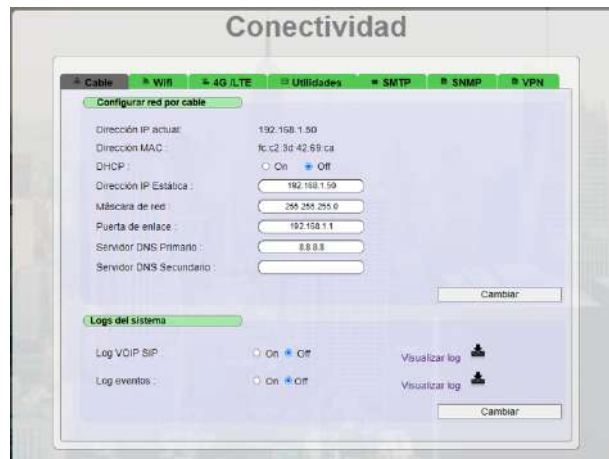 Conectividad
Cable Wifi 4G /LTE Utilidades SMTP SNMP VPN
Configurar red por cable
Dirección IP actual: 192.168.1.50
Dirección MAC : fc:c2:3d:42:69:ca
DHCP : On Off
Dirección IP Estática : 192.168.1.50
Máscara de red : 255.255.255.0
Puerta de enlace : 192.168.1.1
Servidor DNS Primario : 8.8.8.8
Servidor DNS Secundario :
Cambiar
Logs del sistema
Log VOIP SIP : On Off Visualizar log
Log eventos : On Off Visualizar log
Cambiar